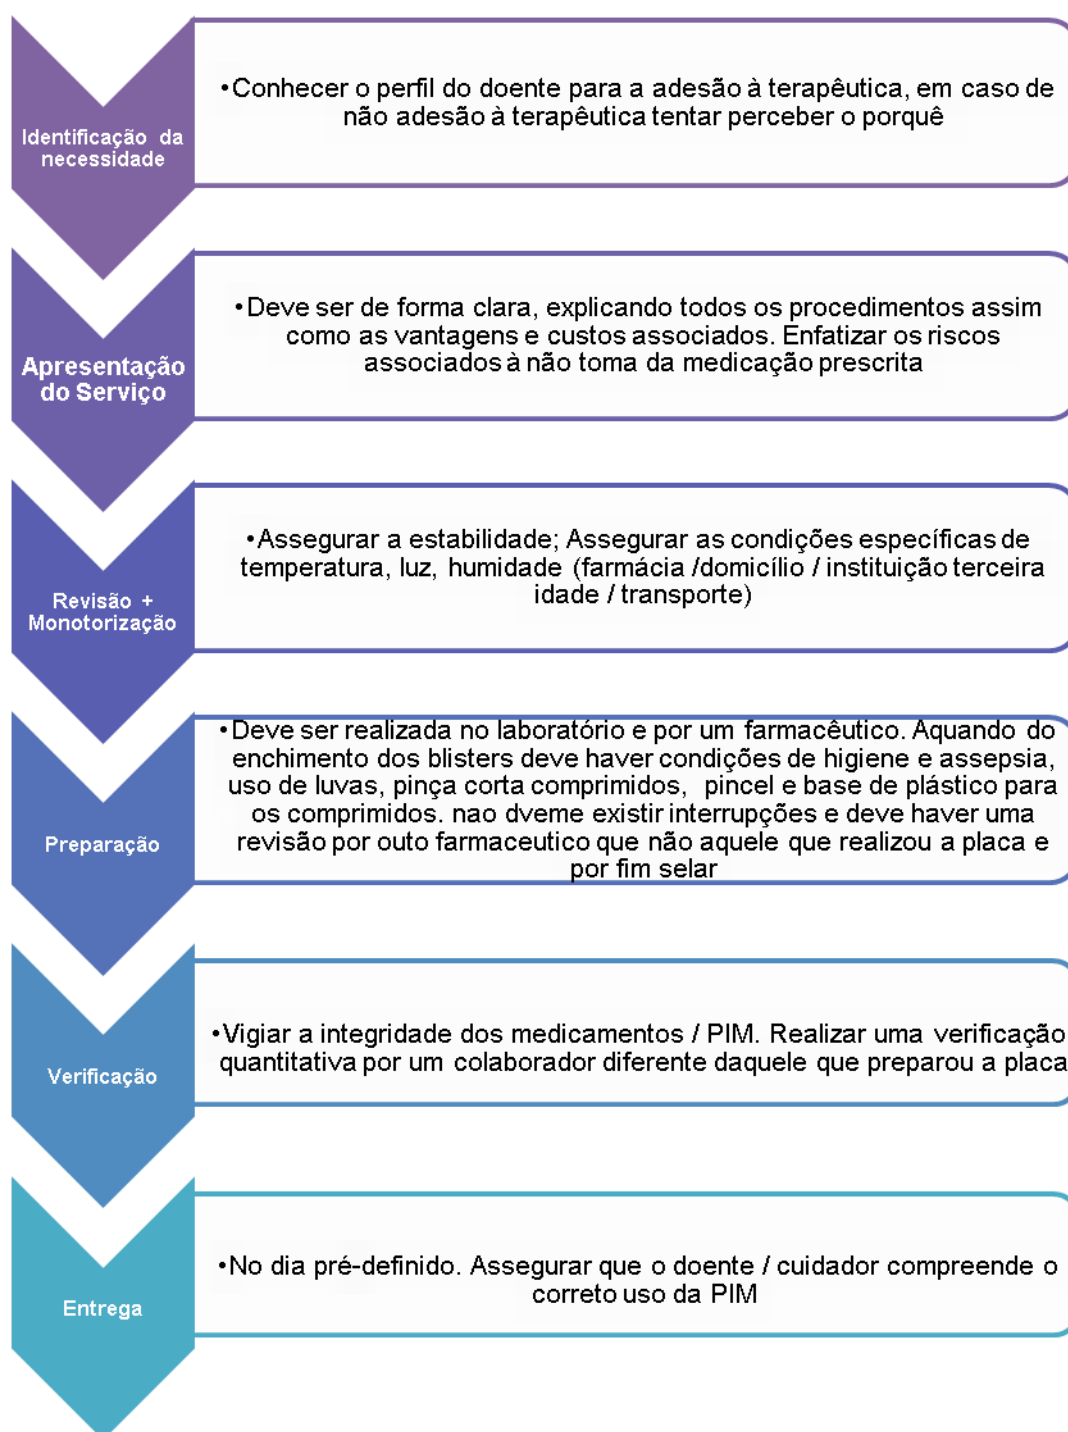 Identificação da
necessidade
•Conhecer o perfil do doente para a adesão à terapêutica, em caso de
não adesão à terapêutica tentar perceber o porquê
Apresentação
do Serviço
•Deve ser de forma clara, explicando todos os procedimentos assim
como as vantagens e custos associados. Enfatizar os riscos
associados à não toma da medicação prescrita
Revisão +
Monotorização
•Assegurar a estabilidade; Assegurar as condições específicas de
temperatura, luz, humidade (farmácia /domicílio / instituição terceira
idade / transporte)
Preparação
•Deve ser realizada no laboratório e por um farmacêutico. Aquando do
enchimento dos blisters deve haver condições de higiene e assepsia,
uso de luvas, pinça corta comprimidos, pincel e base de plástico para
os comprimidos. nao dveme existir interrupções e deve haver uma
revisão por outo farmaceutico que não aquele que realizou a placa e
por fim selar
Verificação
•Vigiar a integridade dos medicamentos / PIM. Realizar uma verificação
quantitativa por um colaborador diferente daquele que preparou a placa
Entrega
•No dia pré-definido. Assegurar que o doente / cuidador compreende o
correto uso da PIM